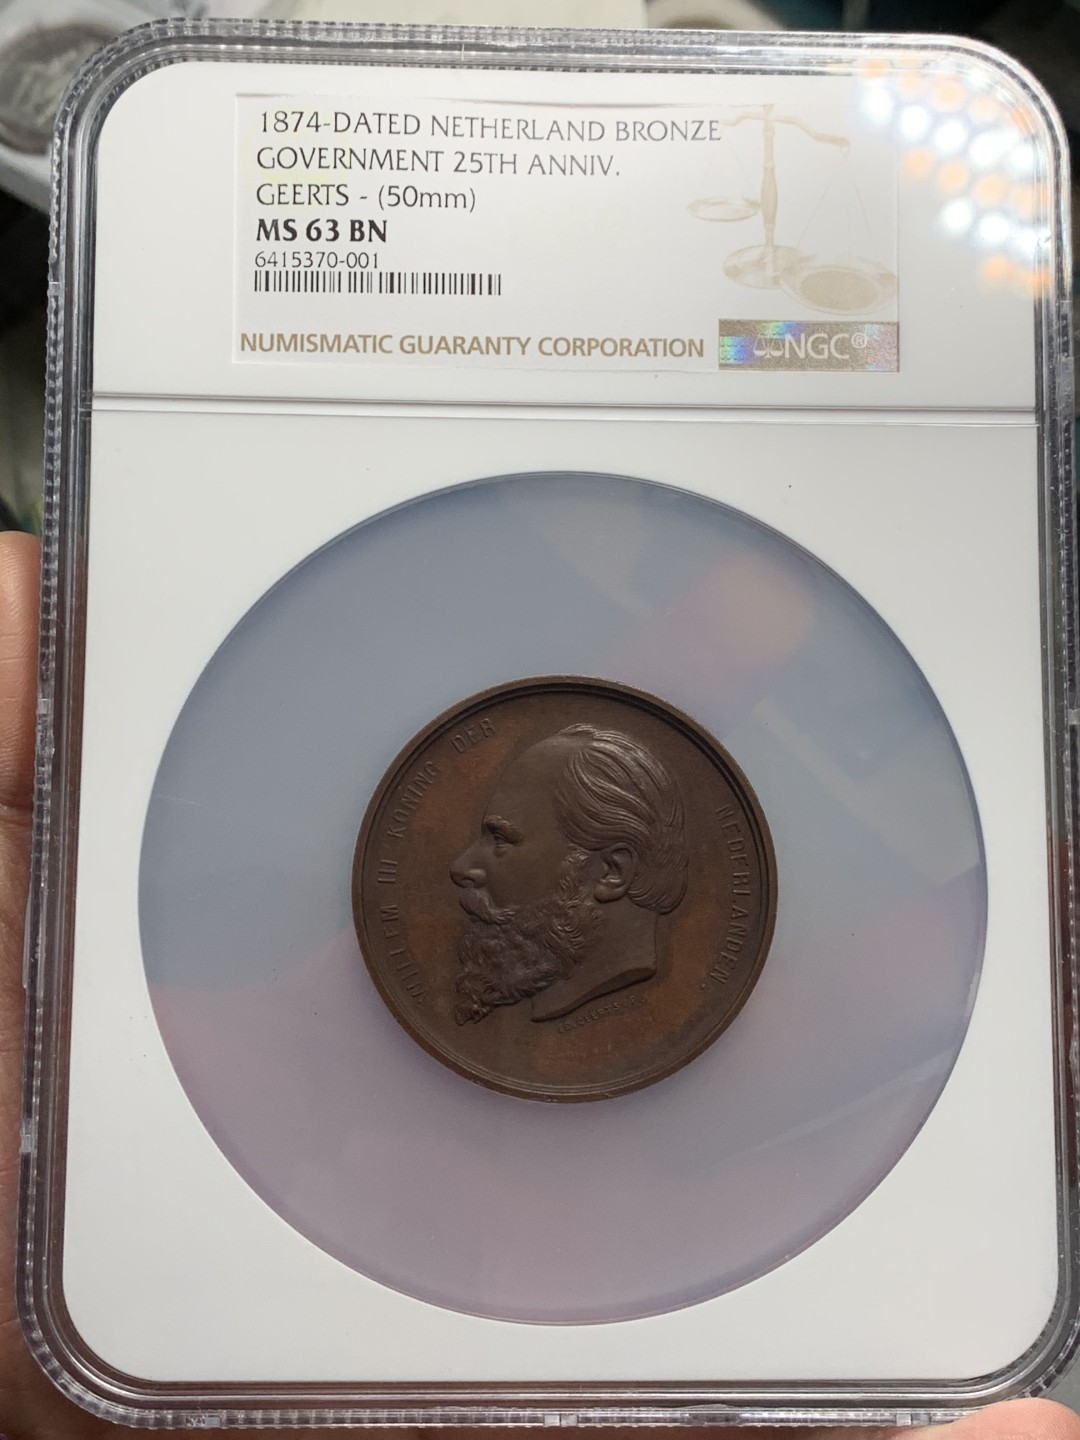 1874-DATED NETHERLAND BRONZE
GOVERNMENT 25TH ANNIV.
GEERTS - (50mm)
MS 63 BN
6415370-001
NUMISMATIC GUARANTY CORPORATION
NGC®
WILLEM III KONING DER NEDERLANDEN.
GEERTS